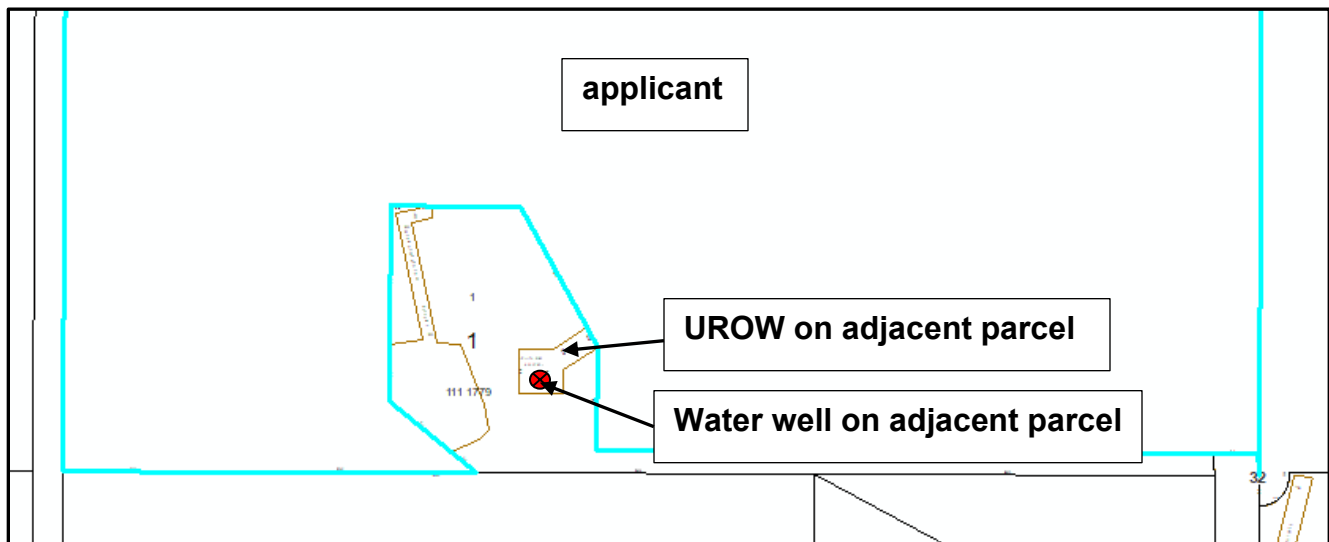 applicant
1
UROW on adjacent parcel
1
111 1779
Water well on adjacent parcel
32